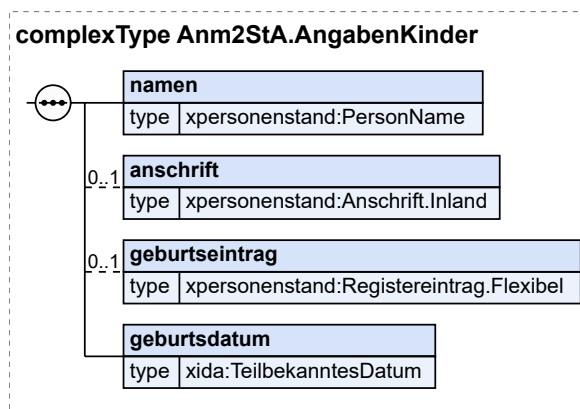 complexType Anm2StA.AngabenKinder
namen
type xpersonenstand:PersonName
0..1 anschrift
type xpersonenstand:Anschrift.Inland
0..1 geburtseintrag
type xpersonenstand:Registereintrag.Flexibel
geburtsdatum
type xida:TeilbekanntesDatum